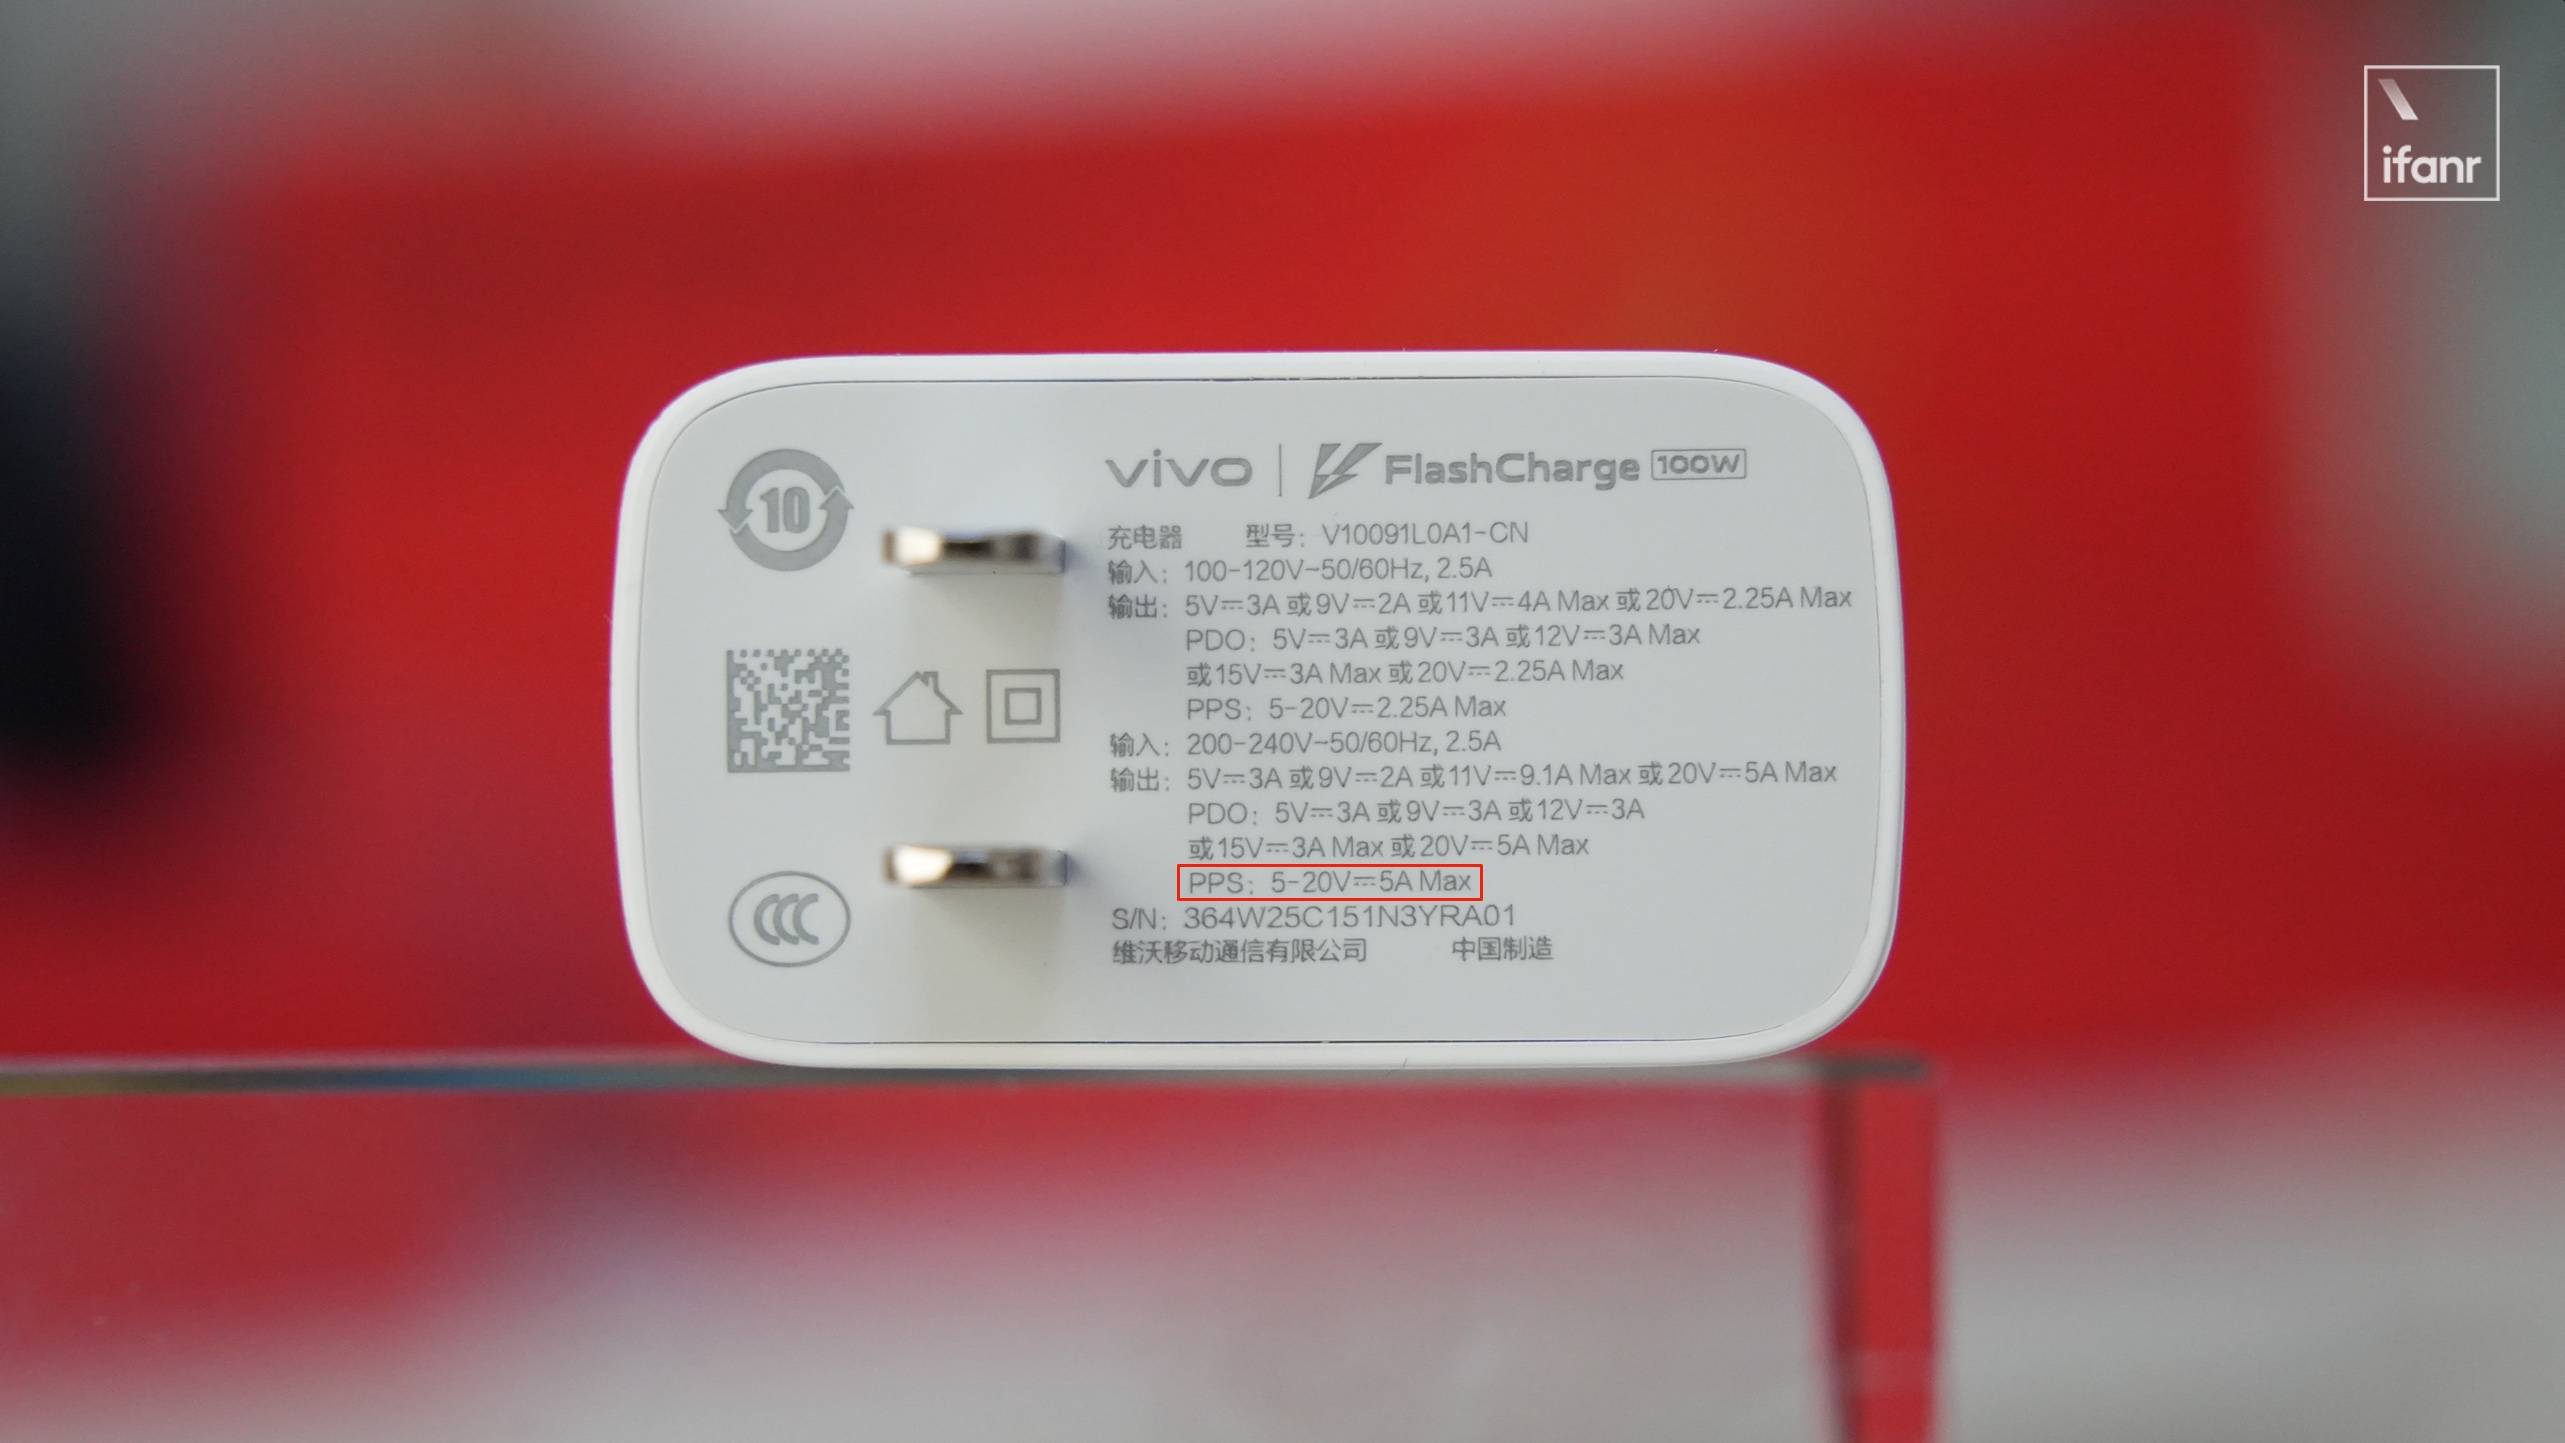 ifanr
10
vivo | FlashCharge 100W
充电器 型号：V10091L0A1-CN
输入：100-120V~50/60Hz, 2.5A
输出：5V⎓3A 或 9V⎓2A 或 11V⎓4A Max 或 20V⎓2.25A Max
PDO：5V⎓3A 或 9V⎓3A 或 12V⎓3A Max
或 15V⎓3A Max 或 20V⎓2.25A Max
PPS：5-20V⎓2.25A Max
输入：200-240V~50/60Hz, 2.5A
输出：5V⎓3A 或 9V⎓2A 或 11V⎓9.1A Max 或 20V⎓5A Max
PDO：5V⎓3A 或 9V⎓3A 或 12V⎓3A
或 15V⎓3A Max 或 20V⎓5A Max
PPS：5-20V⎓5A Max
S/N：364W25C151N3YRA01
维沃移动通信有限公司 中国制造
CCC